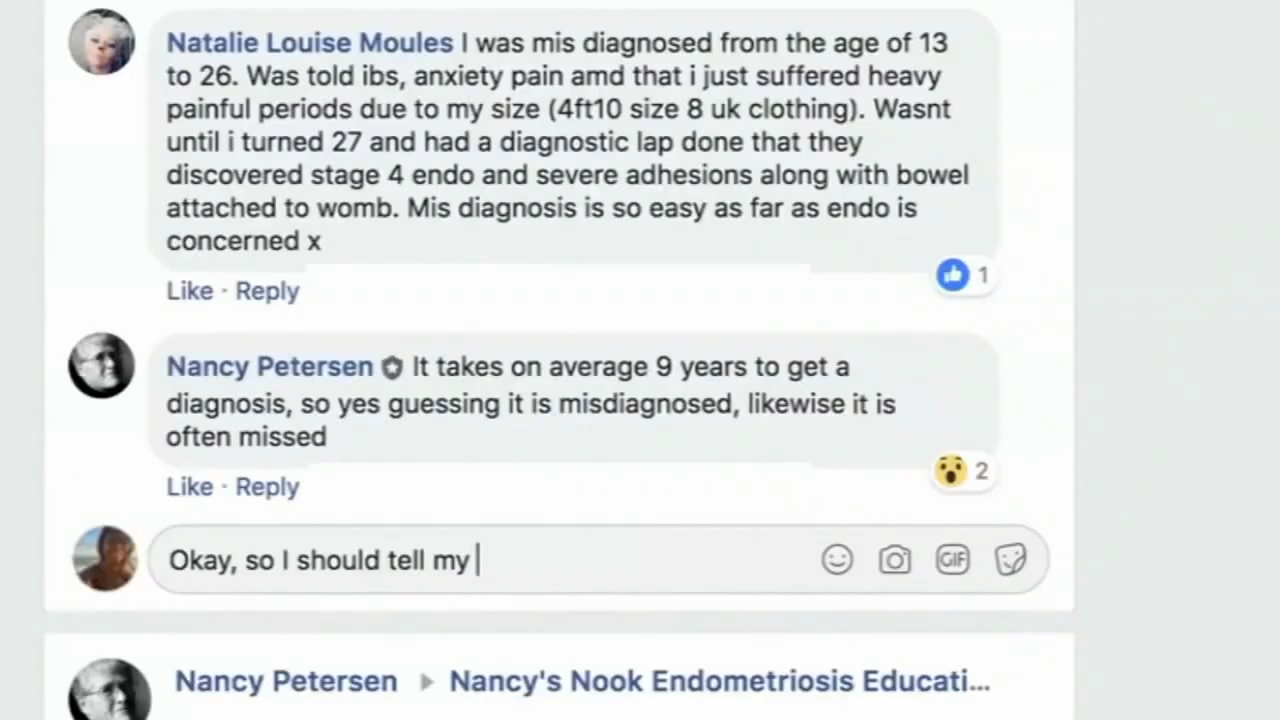 Natalie Louise Moules I was mis diagnosed from the age of 13
to 26. Was told ibs, anxiety pain amd that i just suffered heavy
painful periods due to my size (4ft10 size 8 uk clothing). Wasnt
until i turned 27 and had a diagnostic lap done that they
discovered stage 4 endo and severe adhesions along with bowel
attached to womb. Mis diagnosis is so easy as far as endo is
concerned x
1
Like · Reply
Nancy Petersen It takes on average 9 years to get a
diagnosis, so yes guessing it is misdiagnosed, likewise it is
often missed
2
Like · Reply
Okay, so I should tell my
GIF
Nancy Petersen ▸ Nancy's Nook Endometriosis Educati...